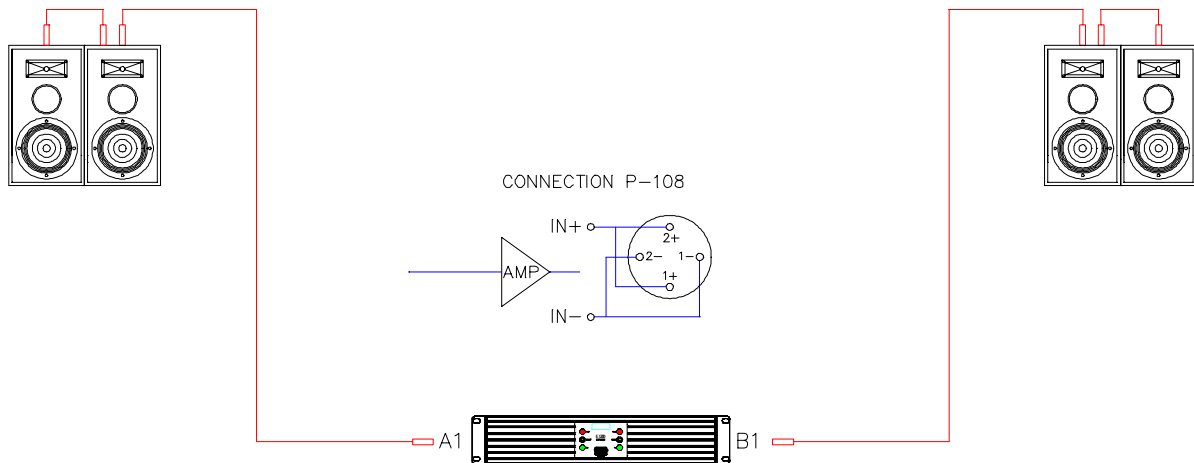 CONNECTION P-108
IN+
2+
AMP
2-
1-
1+
IN-
A1
B1